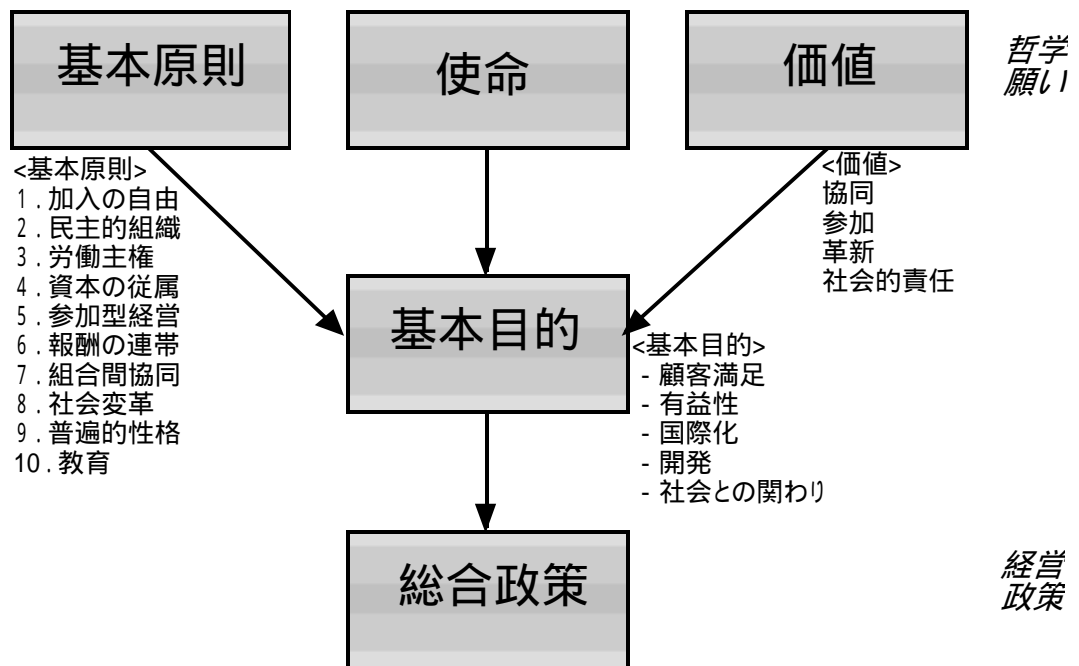 基本原則
使命
価値
哲学
願い
<基本原則>
1．加入の自由
2．民主的組織
3．労働主権
4．資本の従属
5．参加型経営
6．報酬の連帯
7．組合間協同
8．社会変革
9．普遍的性格
10．教育
<価値>
協同
参加
革新
社会的責任
基本目的
<基本目的>
- 顧客満足
- 有益性
- 国際化
- 開発
- 社会との関わり
総合政策
経営
政策